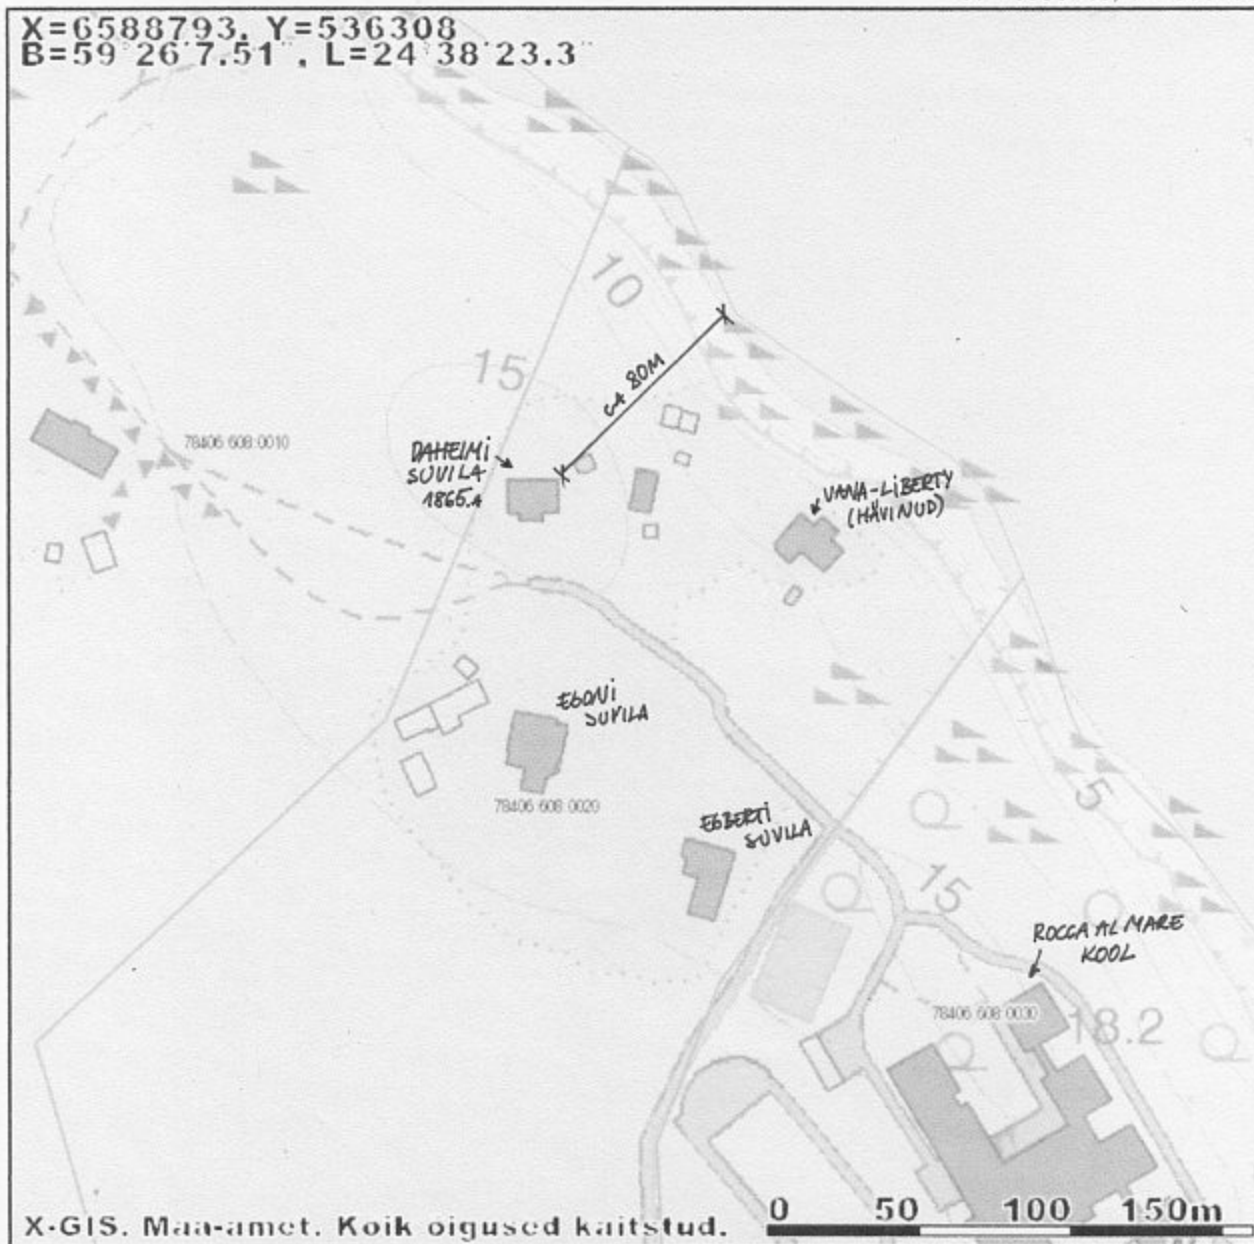 X=6588793, Y=536308
B=59°26'7.51", L=24°38'23.3"
10
15
ca 80M
78406:608:0010
DAHEIMI
SUVILA
1865.a
VANA-LIBERTY
(HÄVINUD)
EGONI
SUVILA
78406:608:0020
5
EGBERTI
SUVILA
15
ROCCA AL MARE
KOOL
78406:608:0030
18.2
0 50 100 150m
X-GIS. Maa-amet. Koik oigused kaitstud.